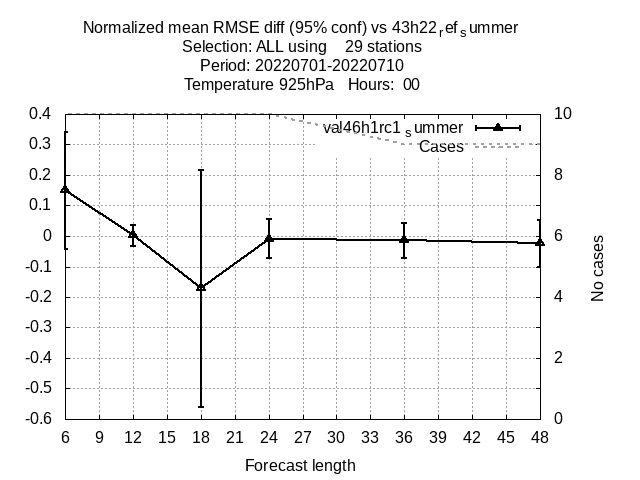 Normalized mean RMSE diff (95% conf) vs 43h22refsummer
Selection: ALL using 29 stations
Period: 20220701-20220710
Temperature 925hPa Hours: 00
0.4
0.3
0.2
0.1
0
-0.1
-0.2
-0.3
-0.4
-0.5
-0.6
val46h1rc1summer
Cases
10
8
6
4
2
0
No cases
6 9 12 15 18 21 24 27 30 33 36 39 42 45 48
Forecast length